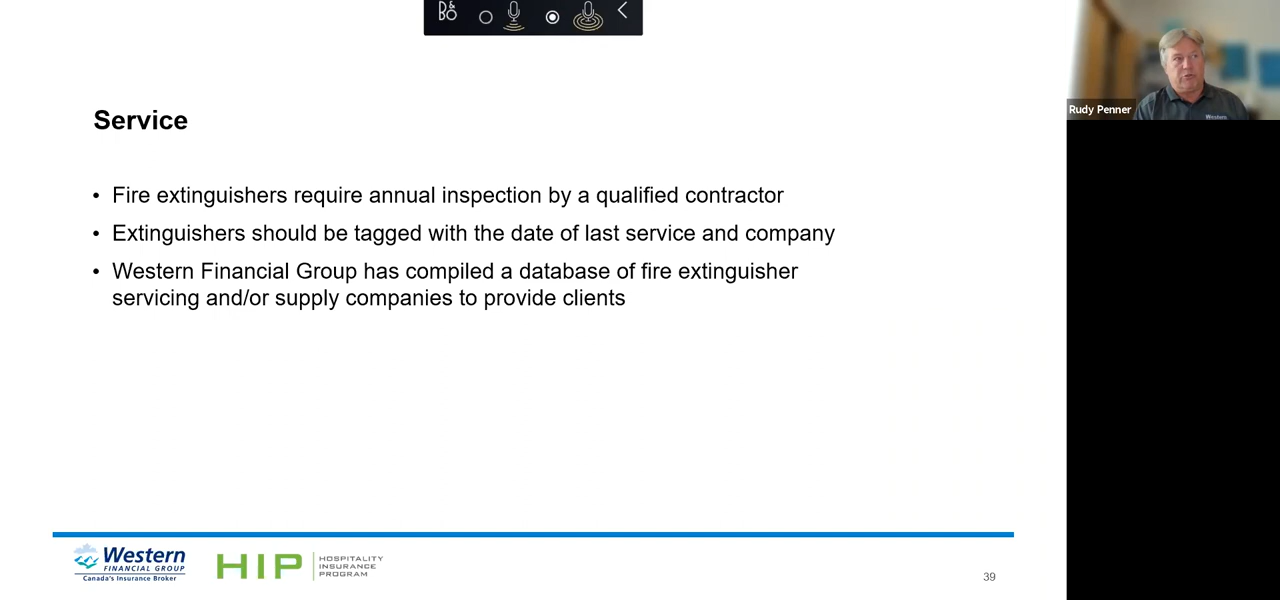 B&O
Service
• Fire extinguishers require annual inspection by a qualified contractor
• Extinguishers should be tagged with the date of last service and company
• Western Financial Group has compiled a database of fire extinguisher
servicing and/or supply companies to provide clients
Western
FINANCIAL GROUP
Canada's Insurance Broker
HIP
HOSPITALITY
INSURANCE
PROGRAM
39
Rudy Penner
Western